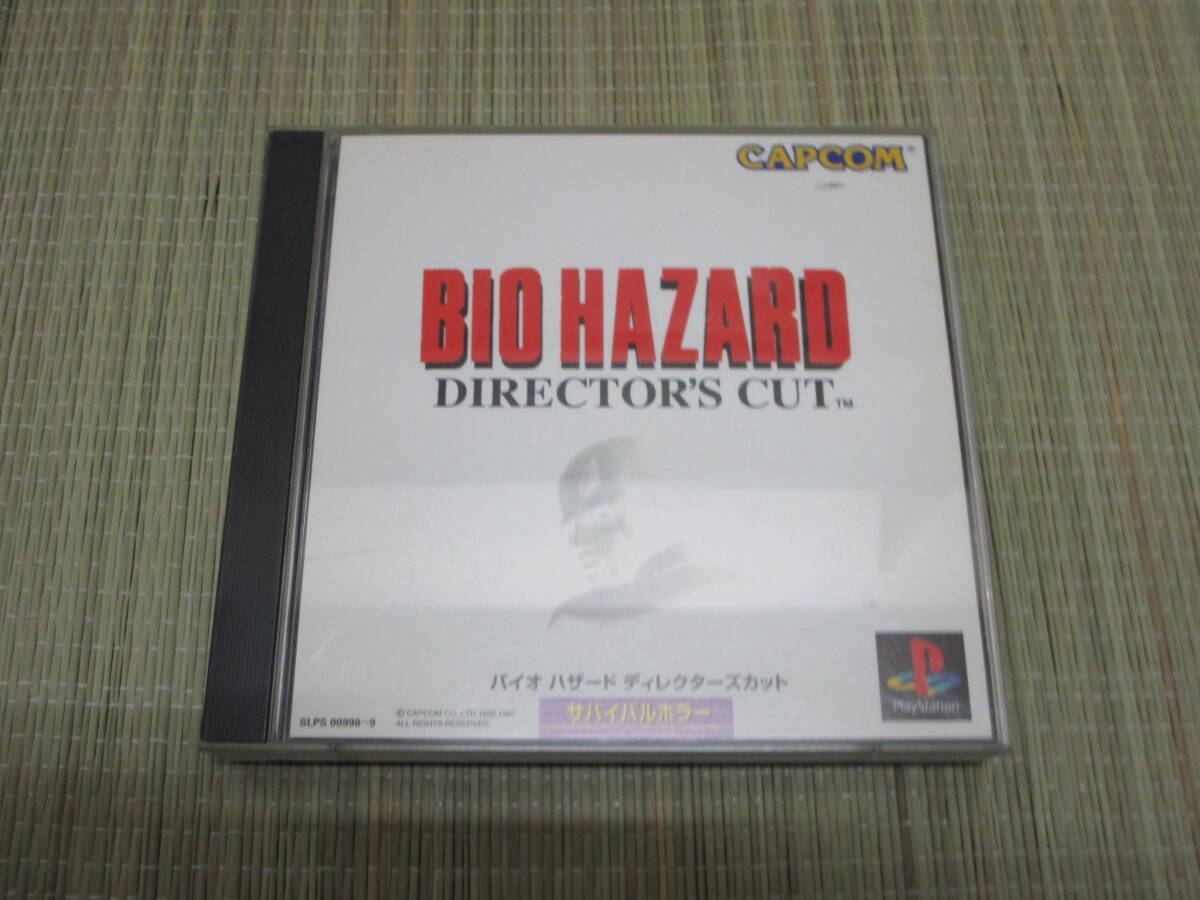 CAPCOM
BIO HAZARD
DIRECTOR'S CUT™
バイオ ハザード ディレクターズカット
サバイバルホラー
SLPS 00998~9
© CAPCOM CO., LTD. 1996, 1997
ALL RIGHTS RESERVED
PlayStation